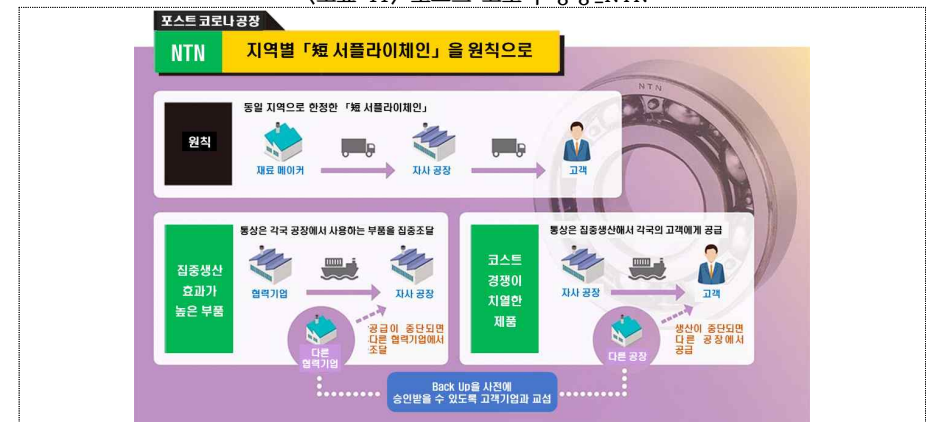 포스트 코로나 공장
NTN
지역별「短 서플라이체인」을 원칙으로
NTN
원칙
동일 지역으로 한정한 「短 서플라이체인」
재료 메이커
자사 공장
고객
집중생산
효과가
높은 부품
통상은 각국 공장에서 사용하는 부품을 집중조달
협력기업
자사 공장
다른
협력기업
공급이 중단되면
다른 협력기업에서
조달
코스트
경쟁이
치열한
제품
통상은 집중생산해서 각국의 고객에게 공급
자사 공장
고객
다른 공장
생산이 중단되면
다른 공장에서
공급
Back Up을 사전에
승인받을 수 있도록 고객기업과 교섭